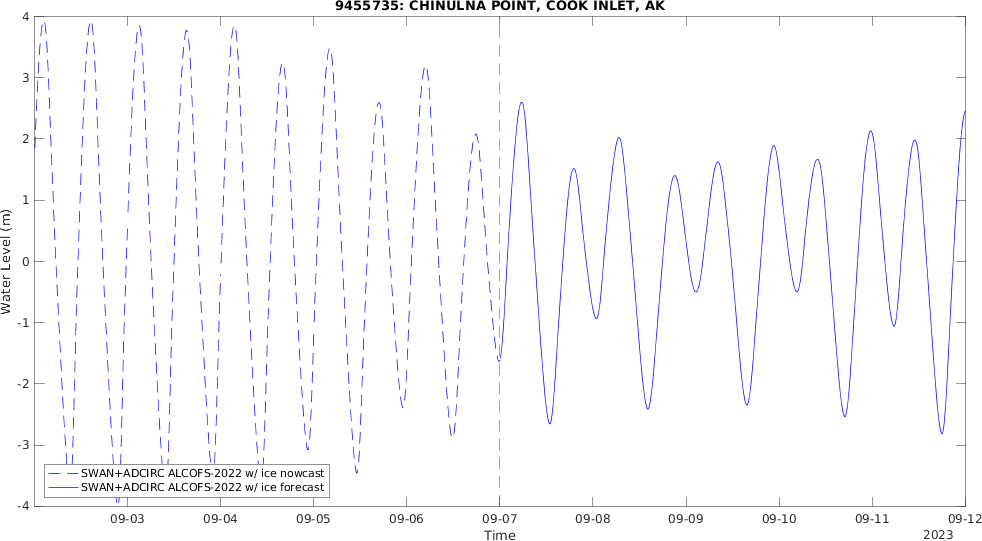 9455735: CHINULNA POINT, COOK INLET, AK
4
3
2
1
0
-1
-2
-3
-4
Water Level (m)
SWAN+ADCIRC ALCOFS-2022 w/ ice nowcast
SWAN+ADCIRC ALCOFS-2022 w/ ice forecast
09-03 09-04 09-05 09-06 09-07 09-08 09-09 09-10 09-11 09-12
Time
2023